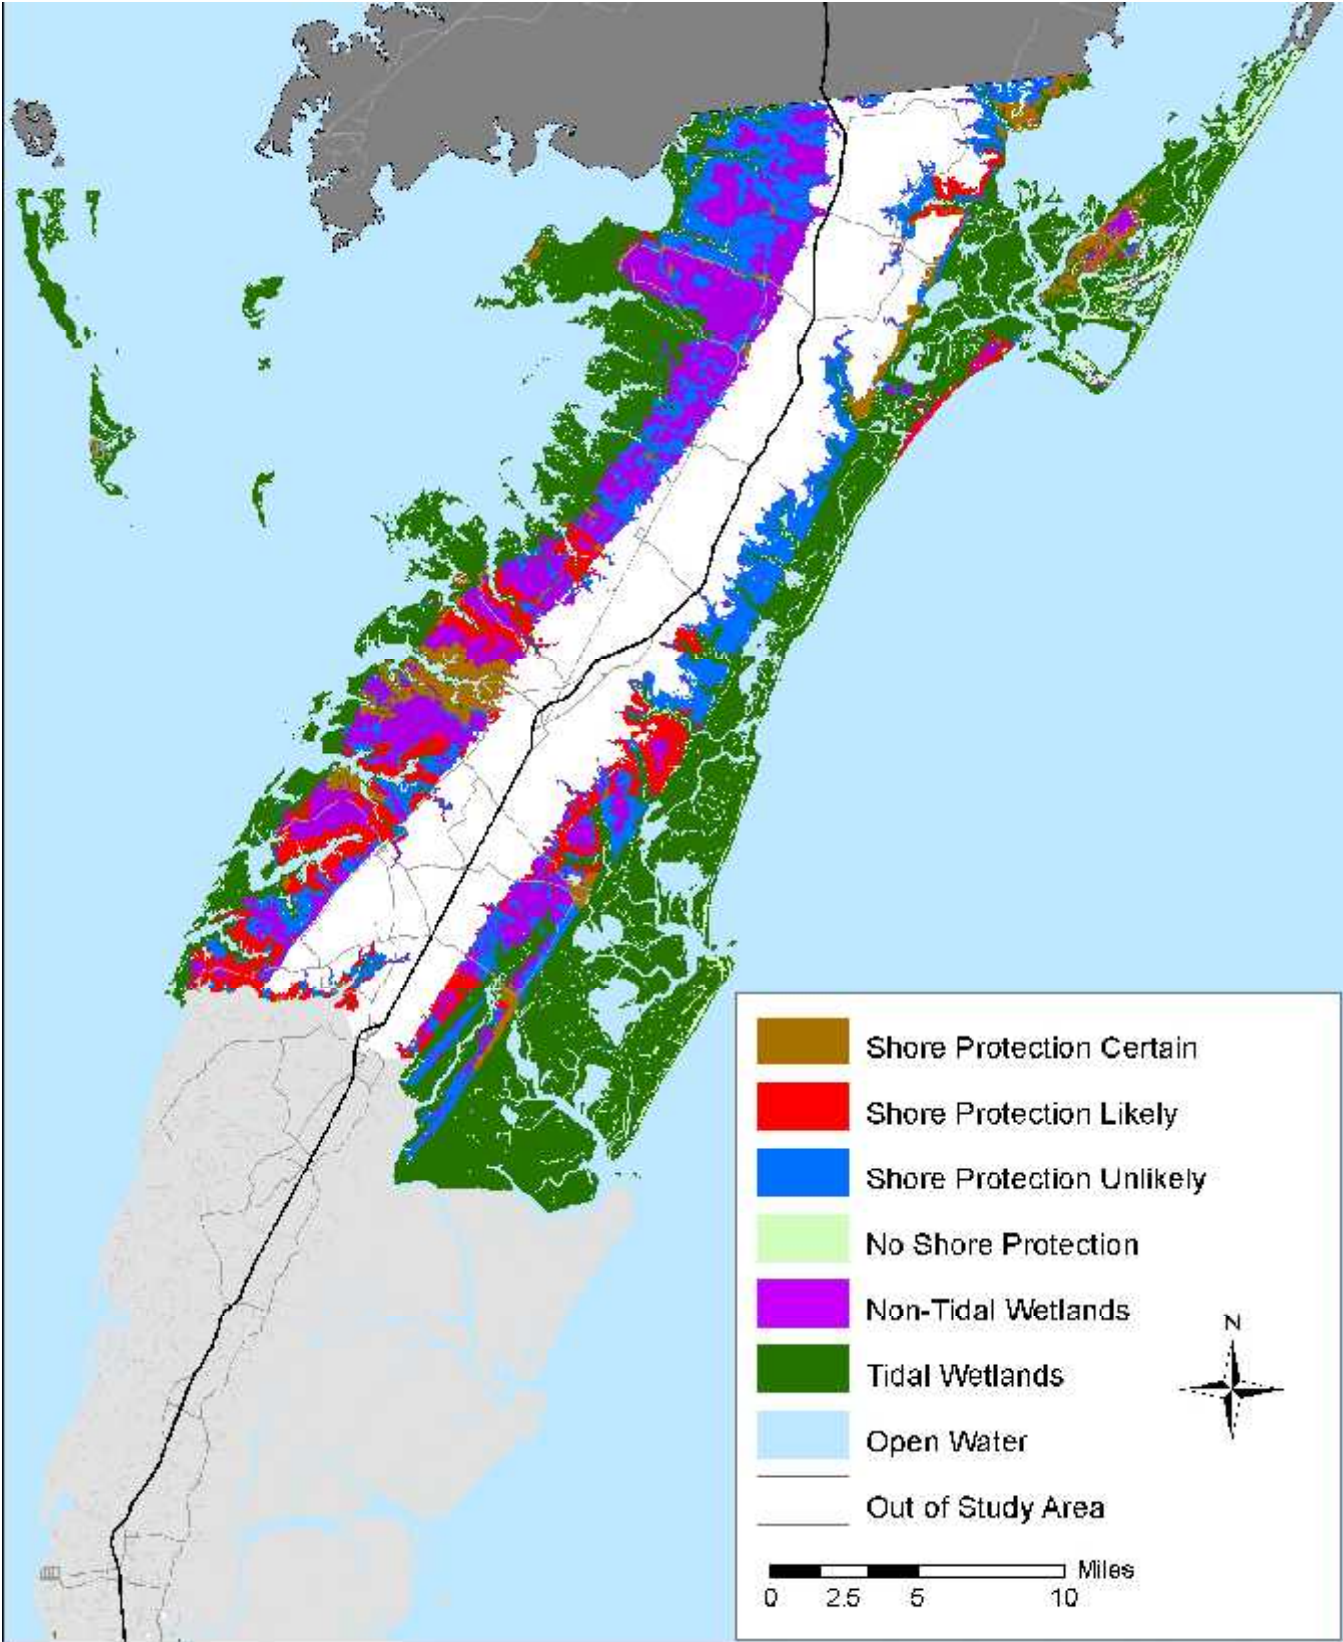 Shore Protection Certain
Shore Protection Likely
Shore Protection Unlikely
No Shore Protection
Non-Tidal Wetlands
N
Tidal Wetlands
Open Water
Out of Study Area
Miles
0 2.5 5 10